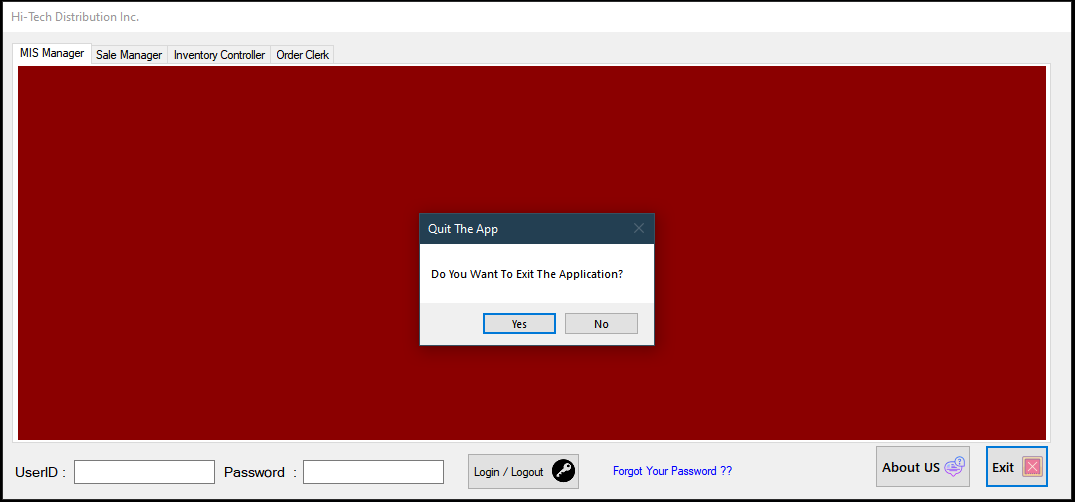 Hi-Tech Distribution Inc.
MIS Manager Sale Manager Inventory Controller Order Clerk
Quit The App
Do You Want To Exit The Application?
Yes No
UserID : Password : Login / Logout Forgot Your Password ?? About US Exit